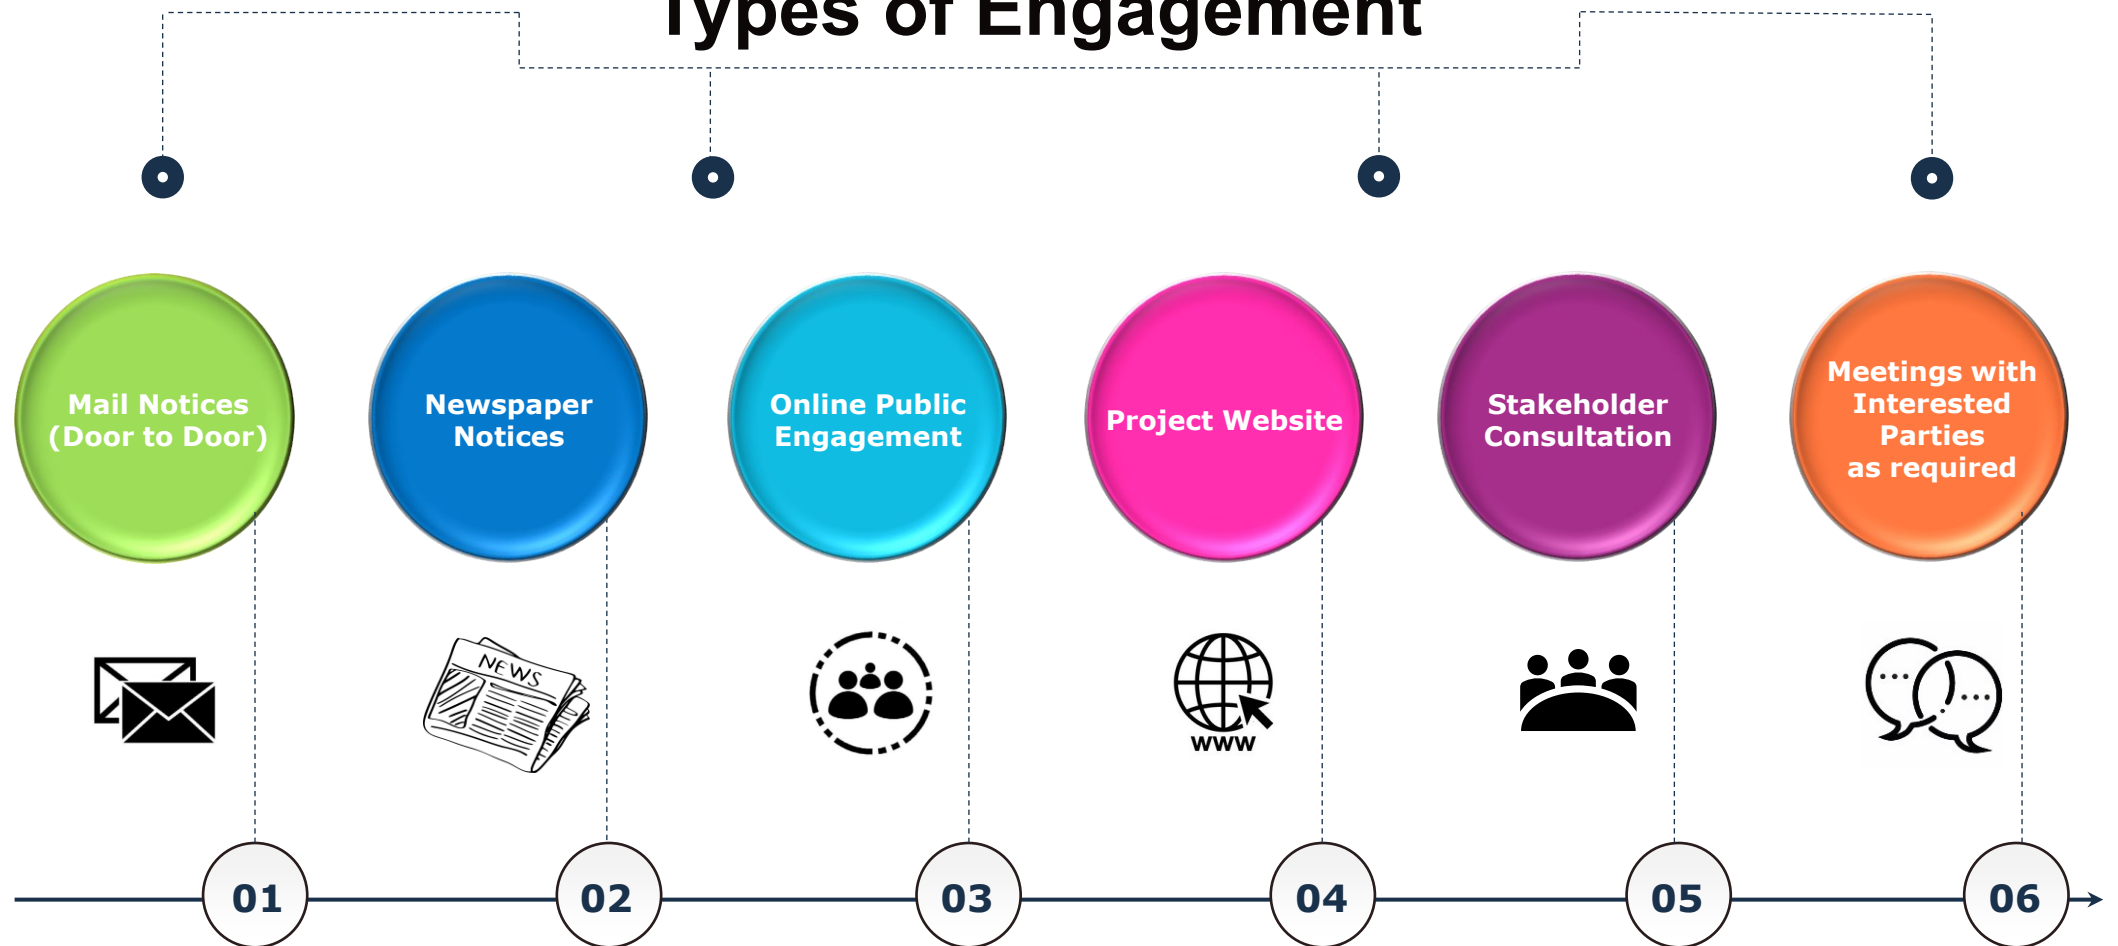 Types of Engagement
Mail Notices
(Door to Door)
Newspaper
Notices
Online Public
Engagement
Project Website
Stakeholder
Consultation
Meetings with
Interested
Parties
as required
NEWS
WWW
01
02
03
04
05
06